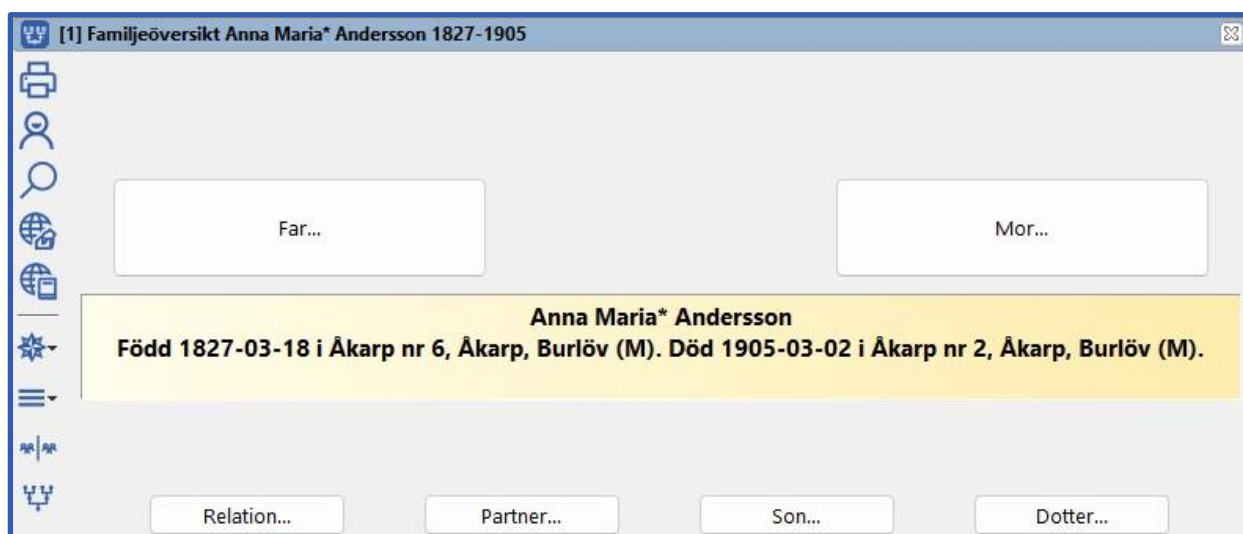 [1] Familjeöversikt Anna Maria* Andersson 1827-1905
Far...
Mor...
Anna Maria* Andersson
Född 1827-03-18 i Åkarp nr 6, Åkarp, Burlöv (M). Död 1905-03-02 i Åkarp nr 2, Åkarp, Burlöv (M).
Relation...
Partner...
Son...
Dotter...